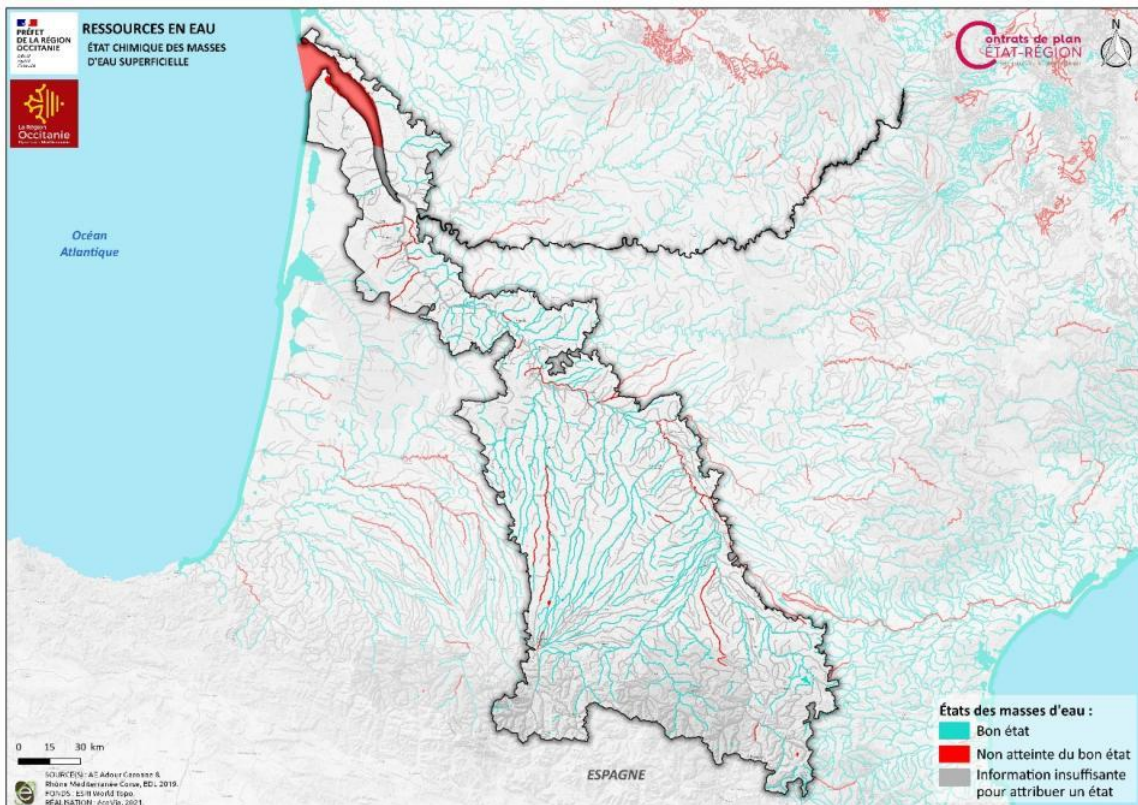 PRÉFET
DE LA RÉGION
OCCITANIE
RESSOURCES EN EAU
ÉTAT CHIMIQUE DES MASSES
D'EAU SUPERFICIELLE
La Région
Occitanie
Pyrénées - Méditerranée
Contrats de plan
ÉTAT-RÉGION
Océan
Atlantique
ESPAGNE
États des masses d'eau :
Bon état
Non atteinte du bon état
Information insuffisante
pour attribuer un état
0 15 30 km
SOURCE(S) : AE Adour Garonne &
Rhône Méditerranée Corse, EDL 2019.
FONDS : ESRI World Topo.
RÉALISATION : écoVia, 2021.